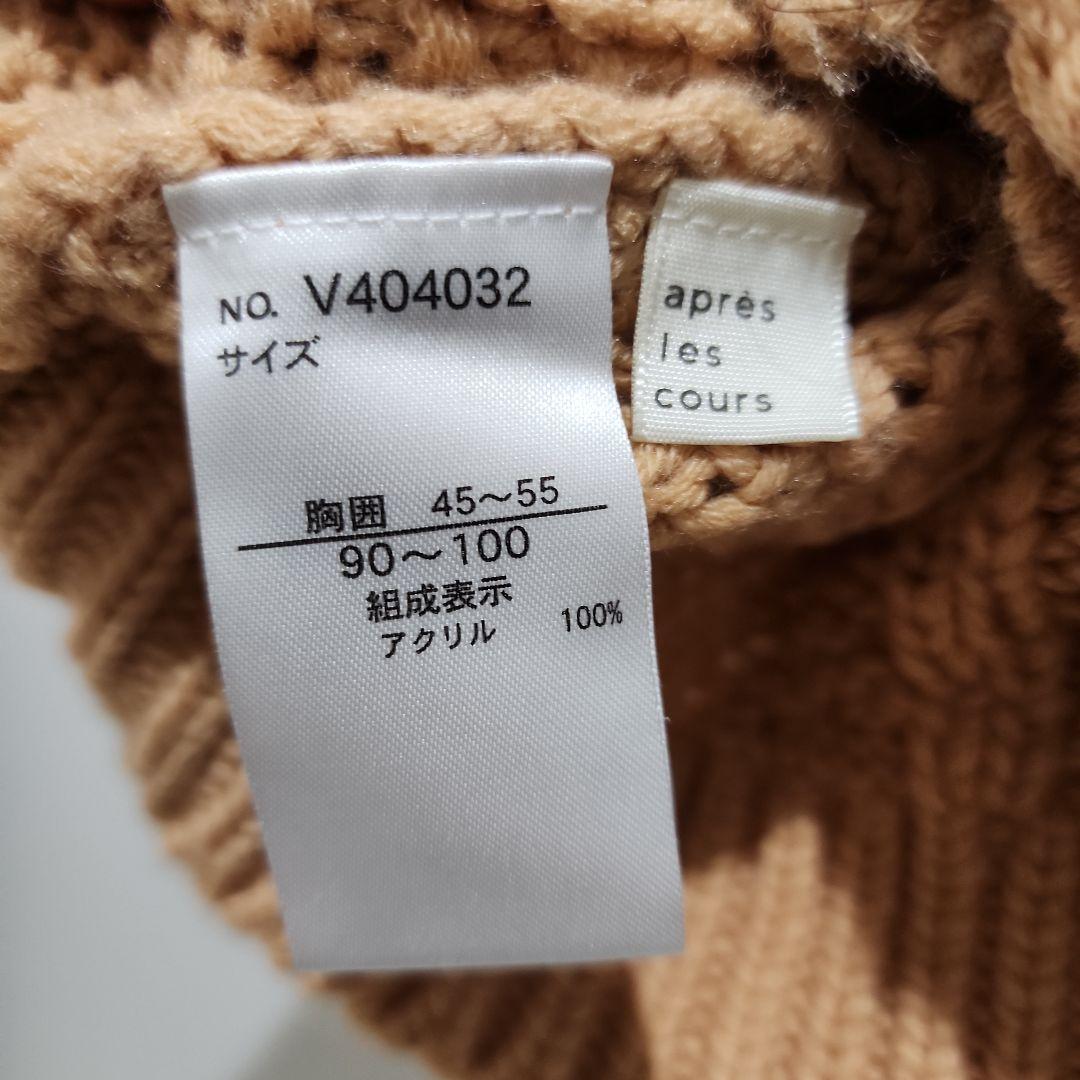 NO. V404032
サイズ
胸囲 45～55
90～100
組成表示
アクリル 100%
après
les
cours